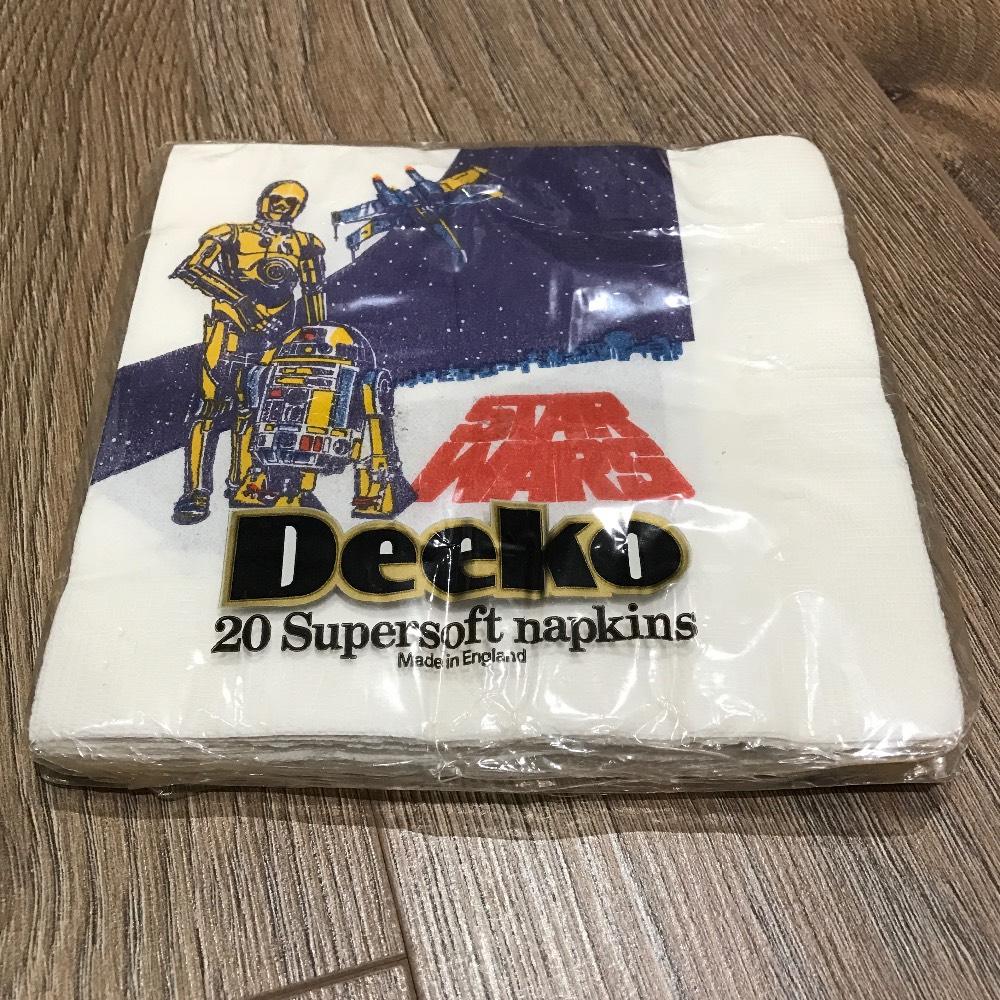 STAR
WARS
Deeko
20 Supersoft napkins
Made in England